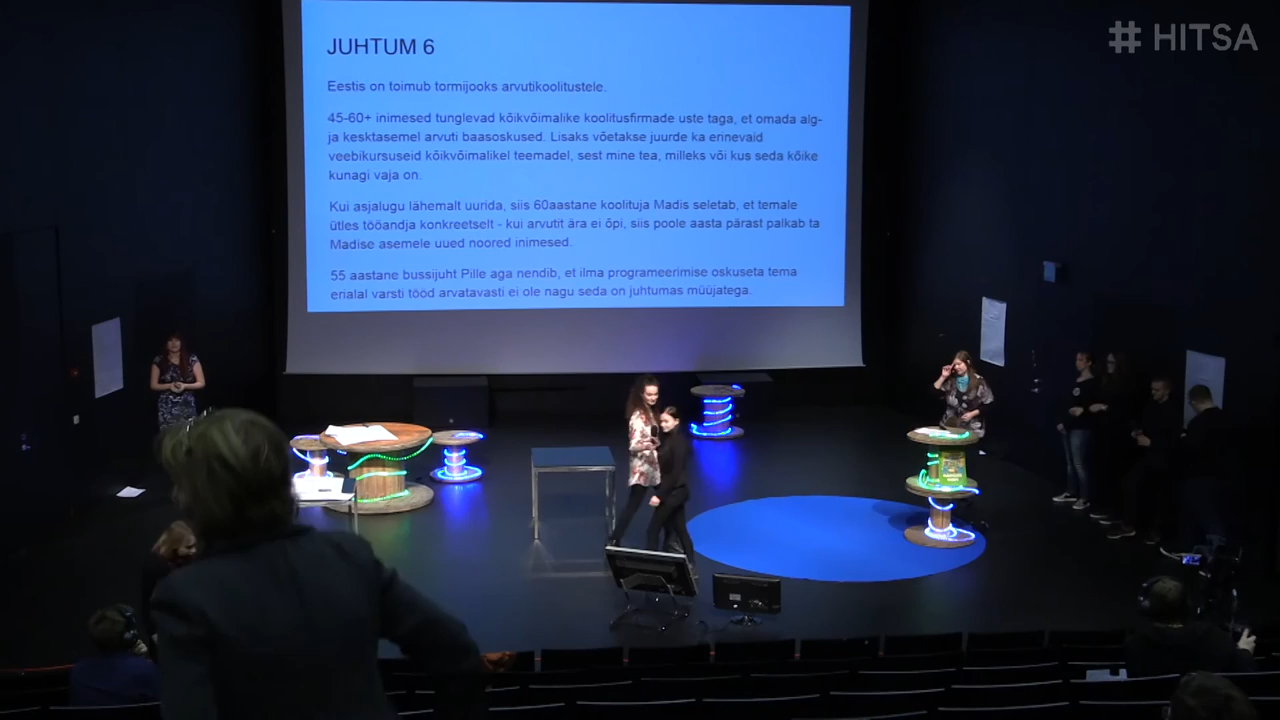 # HITSA
JUHTUM 6
Eestis on toimub tormijooks arvutikoolitustele.
45-60+ inimesed tunglevad kõikvõimalike koolitusfirmade uste taga, et omada alg-
ja kesktasemel arvuti baasoskused. Lisaks võetakse juurde ka erinevaid
veebikursuseid kõikvõimalikel teemadel, sest mine tea, milleks või kus seda kõike
kunagi vaja on.
Kui asjalugu lähemalt uurida, siis 60aastane koolituja Madis seletab, et temale
ütles tööandja konkreetselt - kui arvutit ära ei õpi, siis poole aasta pärast palkab ta
Madise asemele uued noored inimesed.
55 aastane bussijuht Pille aga nendib, et ilma programeerimise oskuseta tema
erialal varsti tööd arvatavasti ei ole nagu seda on juhtumas müüjatega.